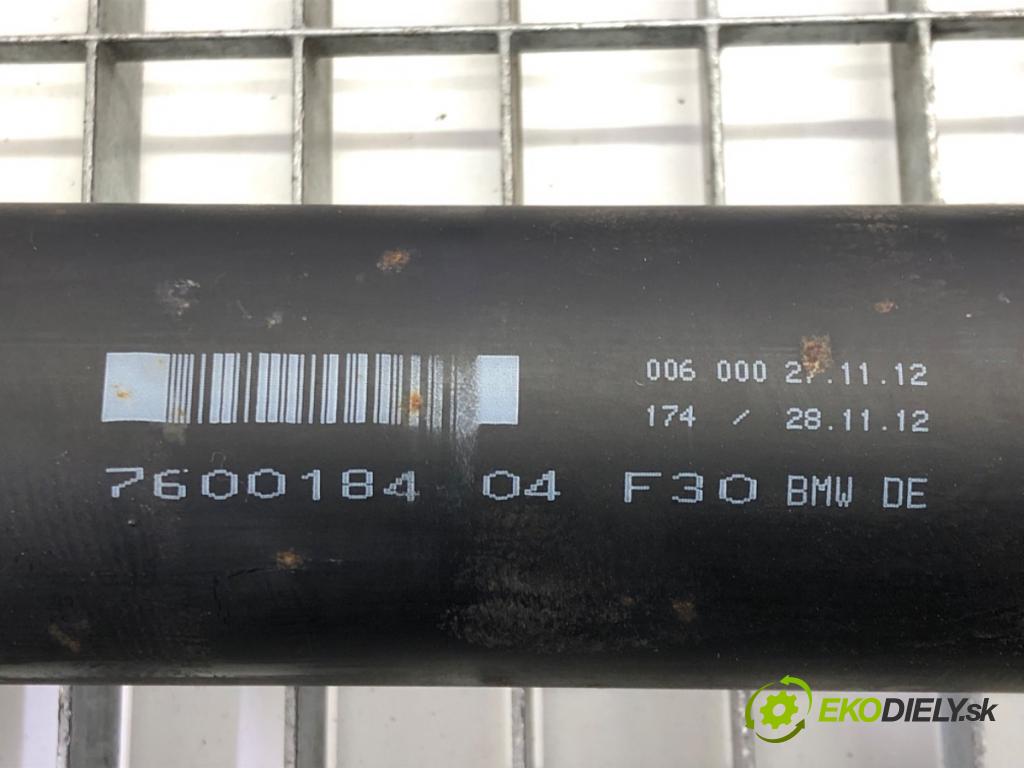 006 000 27.11.12
174 / 28.11.12
7600184 04 F30 BMW DE
EKODIELY.sk